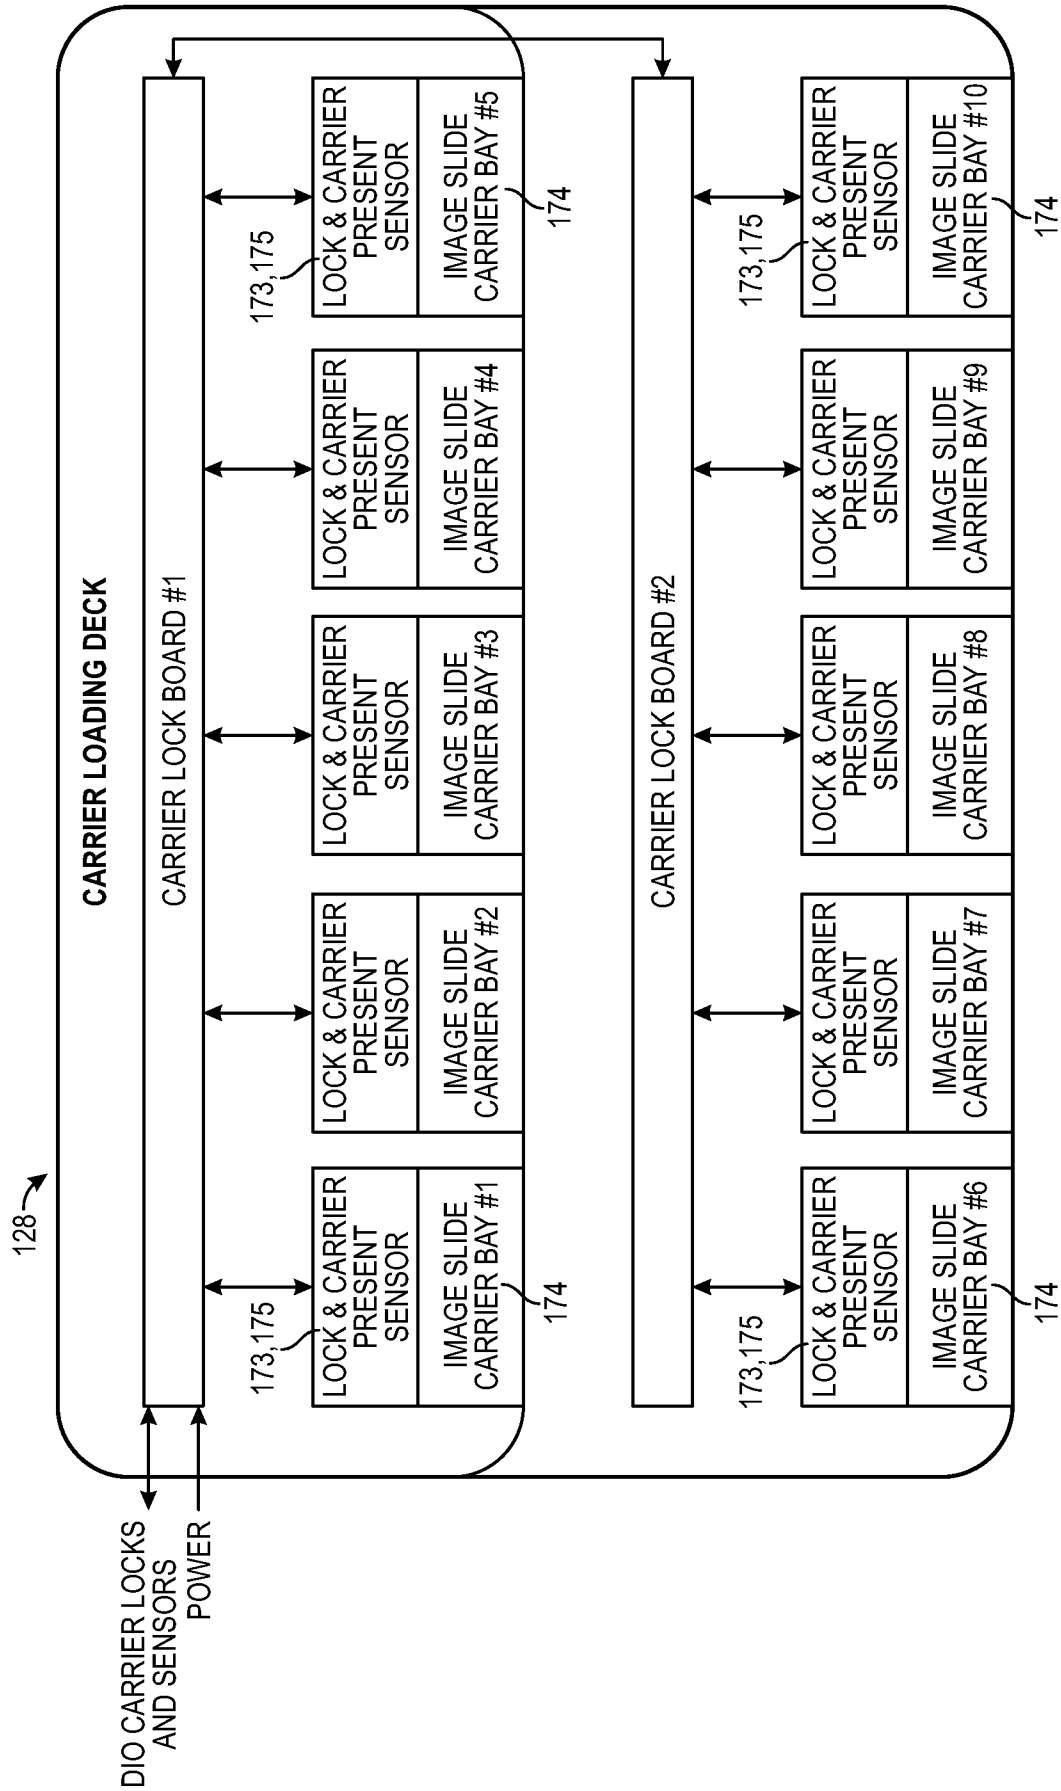 128
CARRIER LOADING DECK
DIO CARRIER LOCKS
AND SENSORS
POWER
CARRIER LOCK BOARD #1
173,175
173,175
LOCK & CARRIER
PRESENT
SENSOR
IMAGE SLIDE
CARRIER BAY #1
174
LOCK & CARRIER
PRESENT
SENSOR
IMAGE SLIDE
CARRIER BAY #2
LOCK & CARRIER
PRESENT
SENSOR
IMAGE SLIDE
CARRIER BAY #3
LOCK & CARRIER
PRESENT
SENSOR
IMAGE SLIDE
CARRIER BAY #4
LOCK & CARRIER
PRESENT
SENSOR
IMAGE SLIDE
CARRIER BAY #5
174
CARRIER LOCK BOARD #2
173,175
173,175
LOCK & CARRIER
PRESENT
SENSOR
IMAGE SLIDE
CARRIER BAY #6
174
LOCK & CARRIER
PRESENT
SENSOR
IMAGE SLIDE
CARRIER BAY #7
LOCK & CARRIER
PRESENT
SENSOR
IMAGE SLIDE
CARRIER BAY #8
LOCK & CARRIER
PRESENT
SENSOR
IMAGE SLIDE
CARRIER BAY #9
LOCK & CARRIER
PRESENT
SENSOR
IMAGE SLIDE
CARRIER BAY #10
174